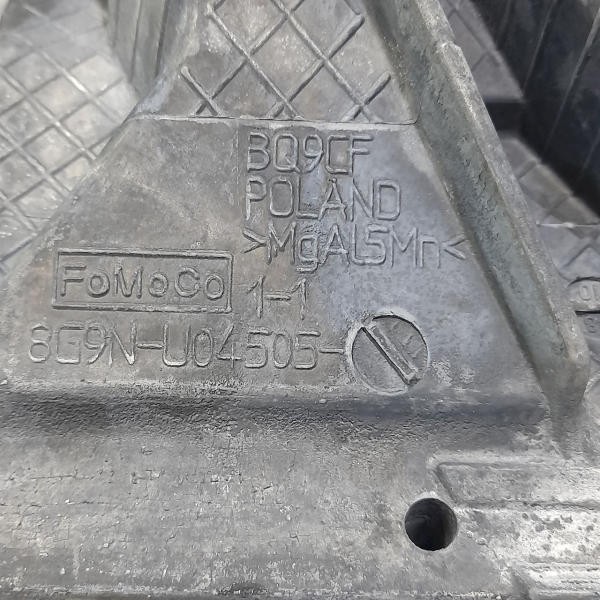 BQ9CF
POLAND
>MgAL5Mn<
FoMoCo
1-1
8G9N-U04505-